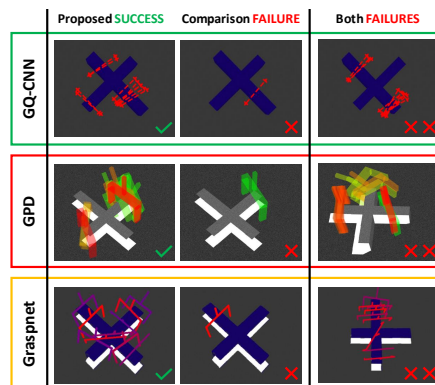 Proposed SUCCESS
Comparison FAILURE
Both FAILURES
GQ-CNN
GPD
Graspnet